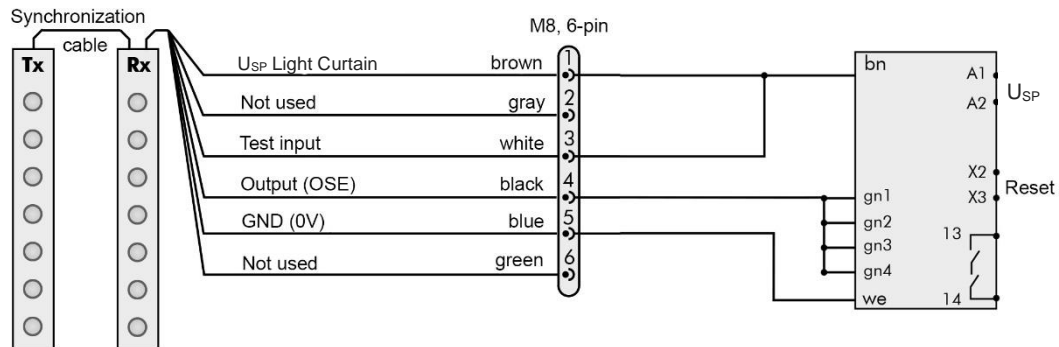 Synchronization
cable
Tx
Rx
M8, 6-pin
USP Light Curtain brown 1
Not used gray 2
Test input white 3
Output (OSE) black 4
GND (0V) blue 5
Not used green 6
bn
A1
USP
A2
X2
Reset
X3
gn1
gn2
gn3
gn4
we
13
14